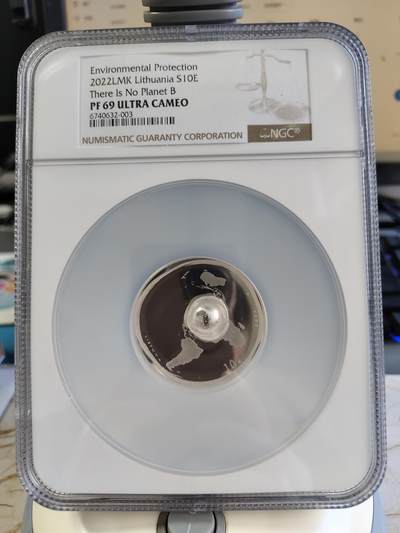 Environmental Protection
2022LMK Lithuania S10E
There Is No Planet B
PF 69 ULTRA CAMEO
6740632-003
NUMISMATIC GUARANTY CORPORATION
NGC®